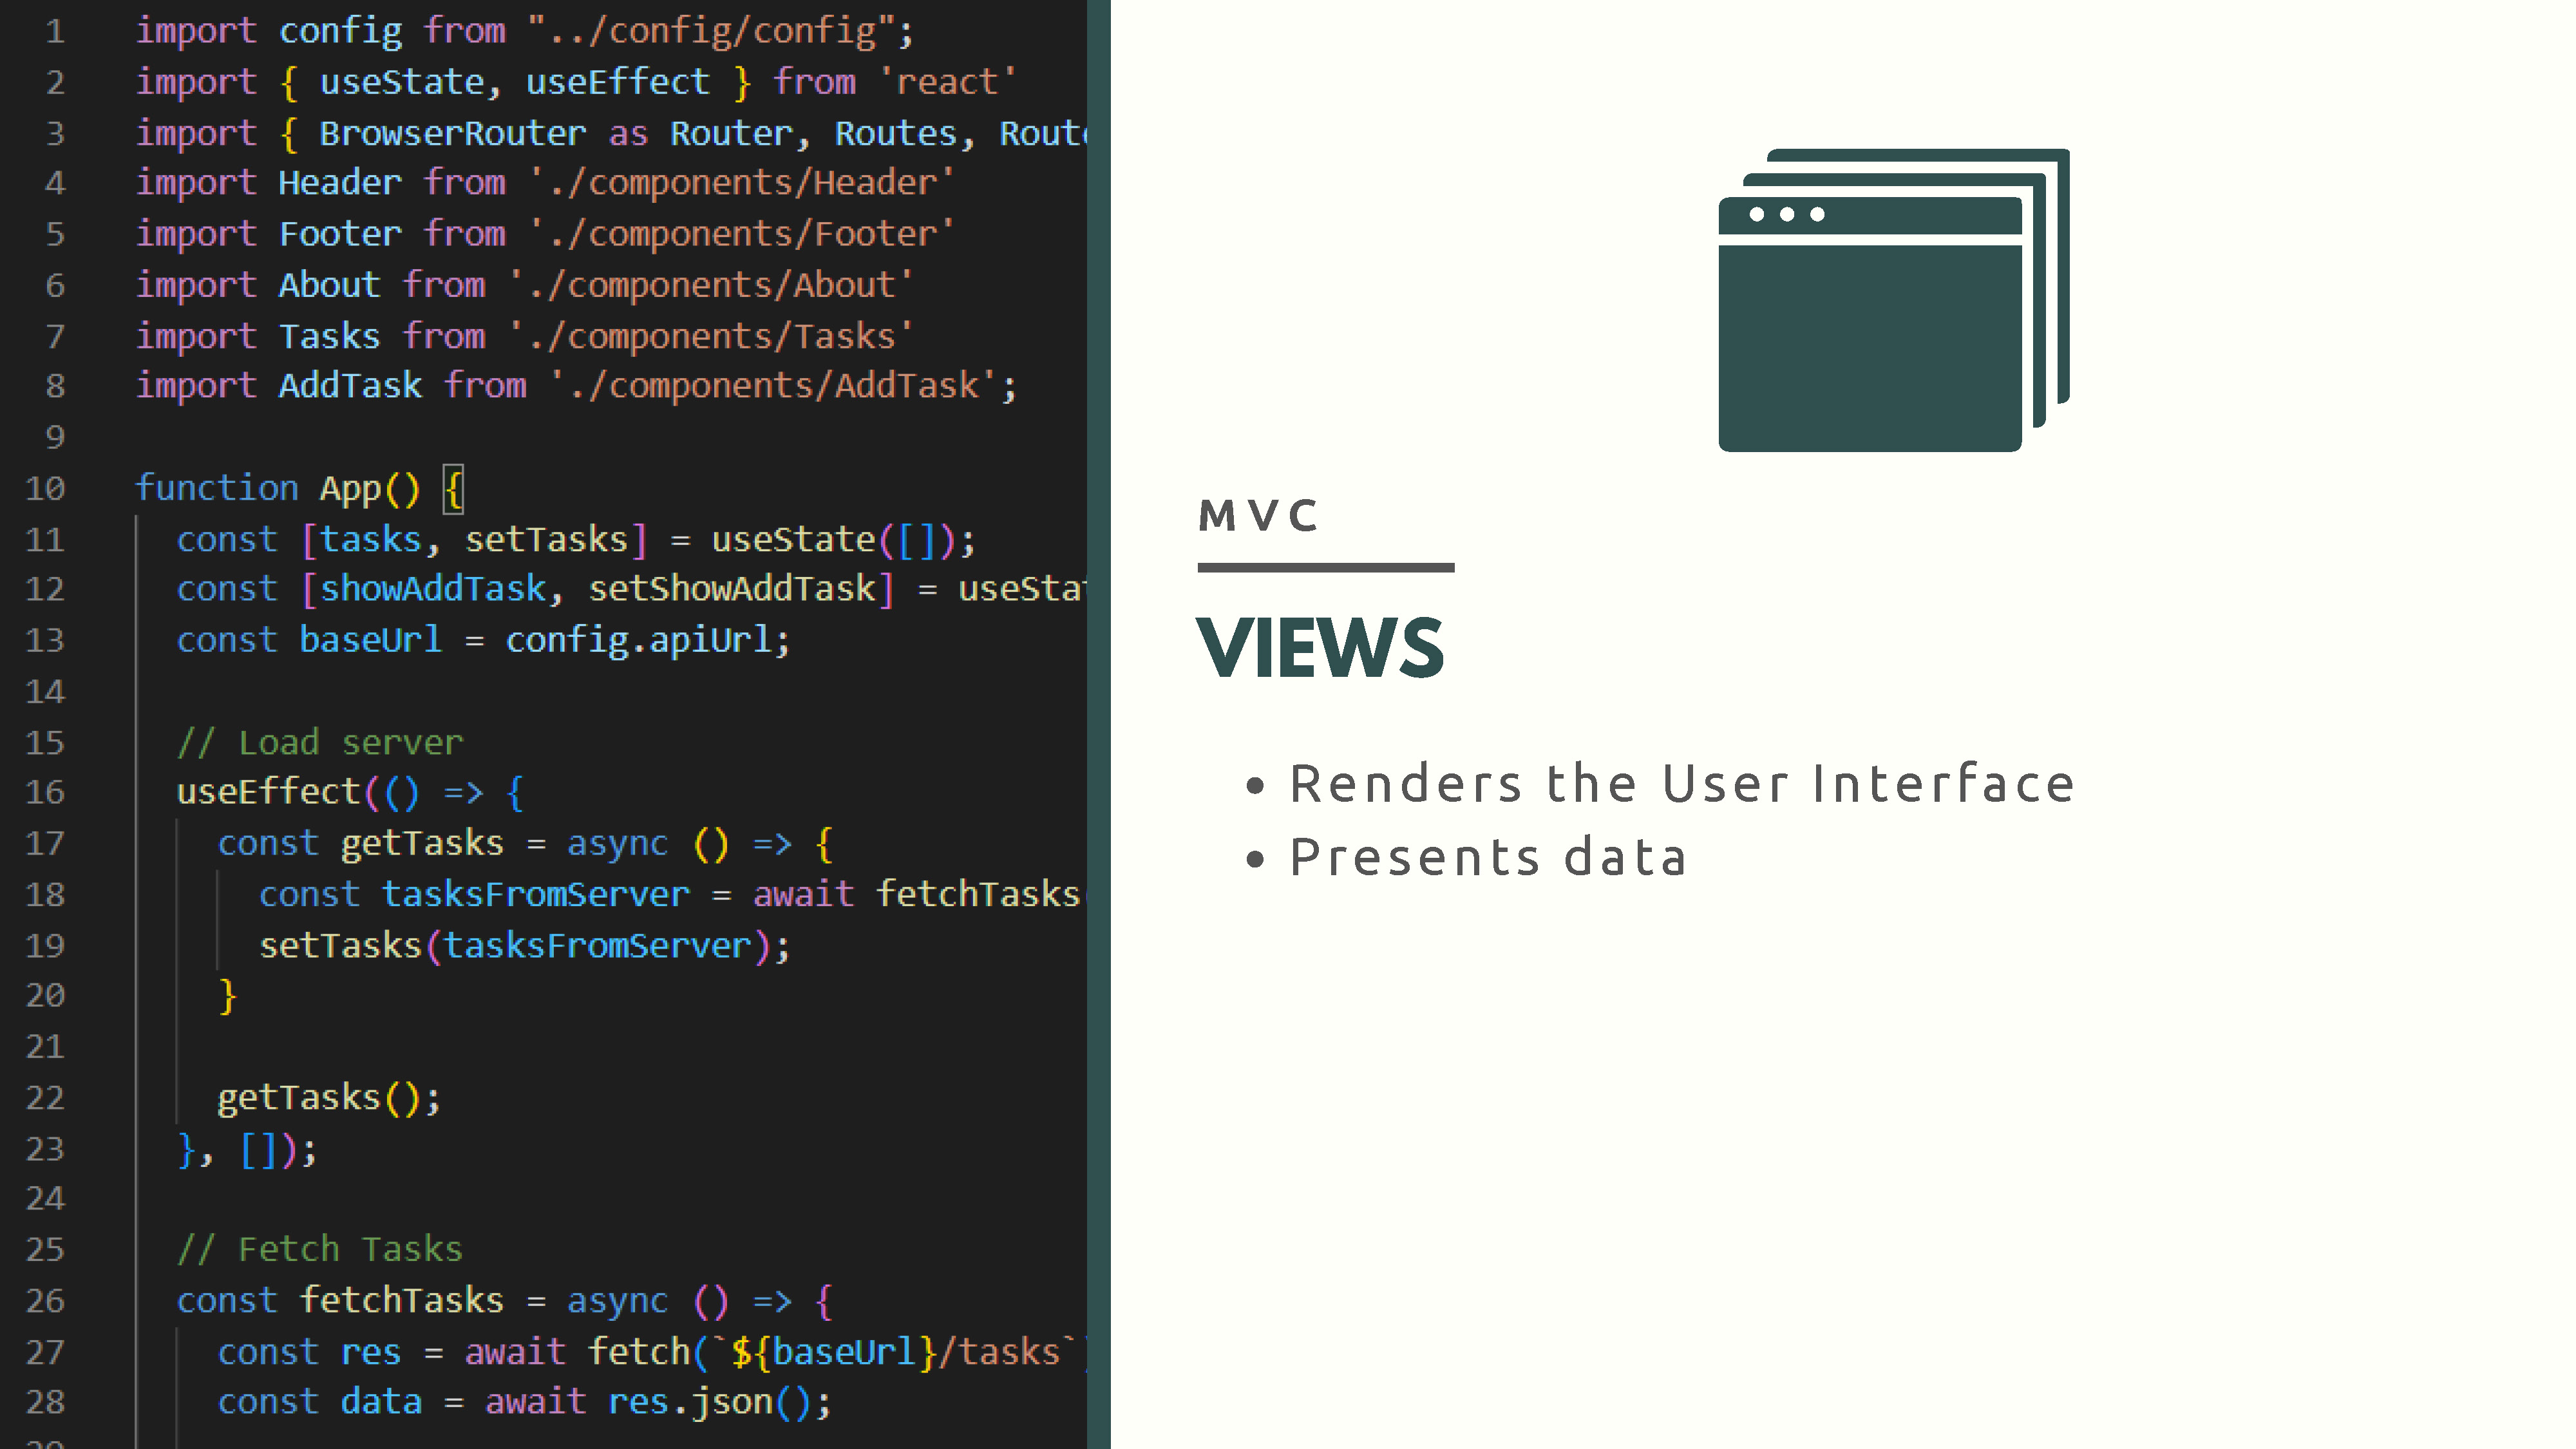 1 import config from "../config/config";
2 import { useState, useEffect } from 'react'
3 import { BrowserRouter as Router, Routes,
4 import Header from './components/Header'
5 import Footer from './components/Footer'
6 import About from './components/About'
7 import Tasks from './components/Tasks'
8 import AddTask from './components/AddTask';
9
10 function App() {
11 const [tasks, setTasks] = useState([]);
12 const [showAddTask, setShowAddTask] =
13 const baseUrl = config.apiUrl;
14
15 // Load server
16 useEffect(() => {
17 const getTasks = async () => {
18 const tasksFromServer = await fetchTasks(
19 setTasks(tasksFromServer);
20 }
21
22 getTasks();
23 }, []);
24
25 // Fetch Tasks
26 const fetchTasks = async () => {
27 const res = await fetch(`${baseUrl}/tasks`)
28 const data = await res.json();
MVC
VIEWS
• Renders the User Interface
• Presents data